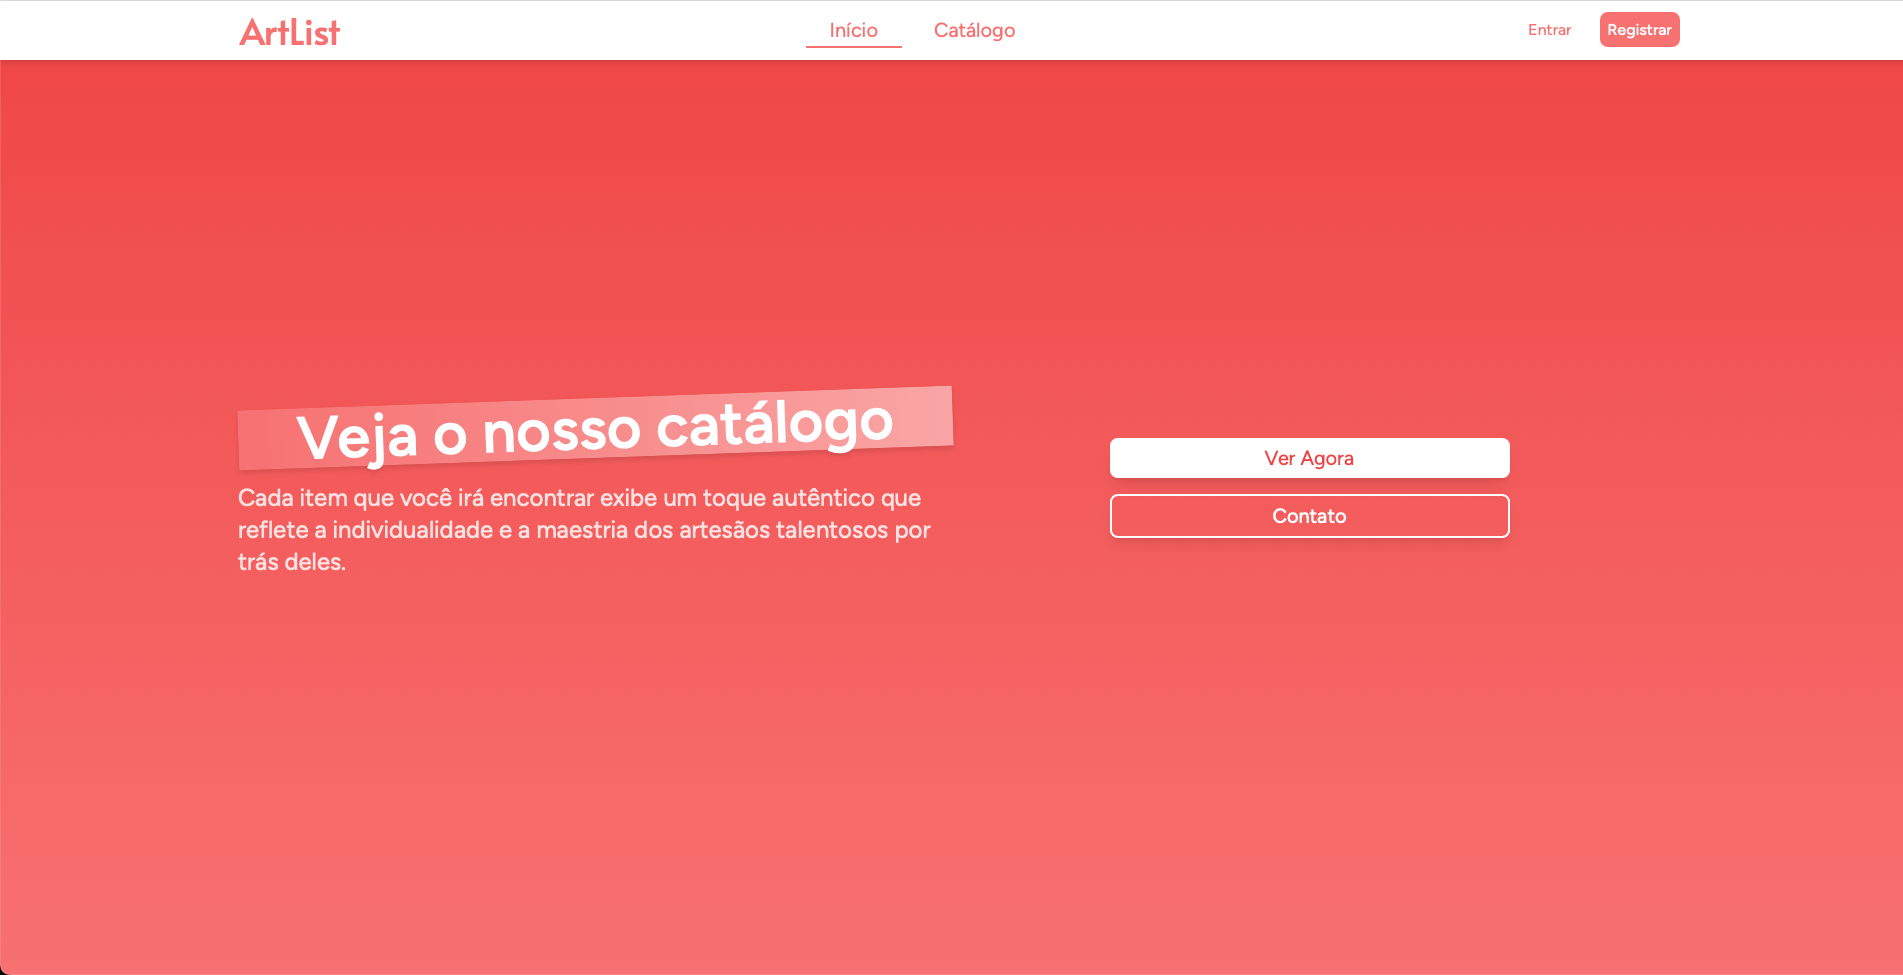 ArtList
Início
Catálogo
Entrar
Registrar
Veja o nosso catálogo
Cada item que você irá encontrar exibe um toque autêntico que
reflete a individualidade e a maestria dos artesãos talentosos por
trás deles.
Ver Agora
Contato